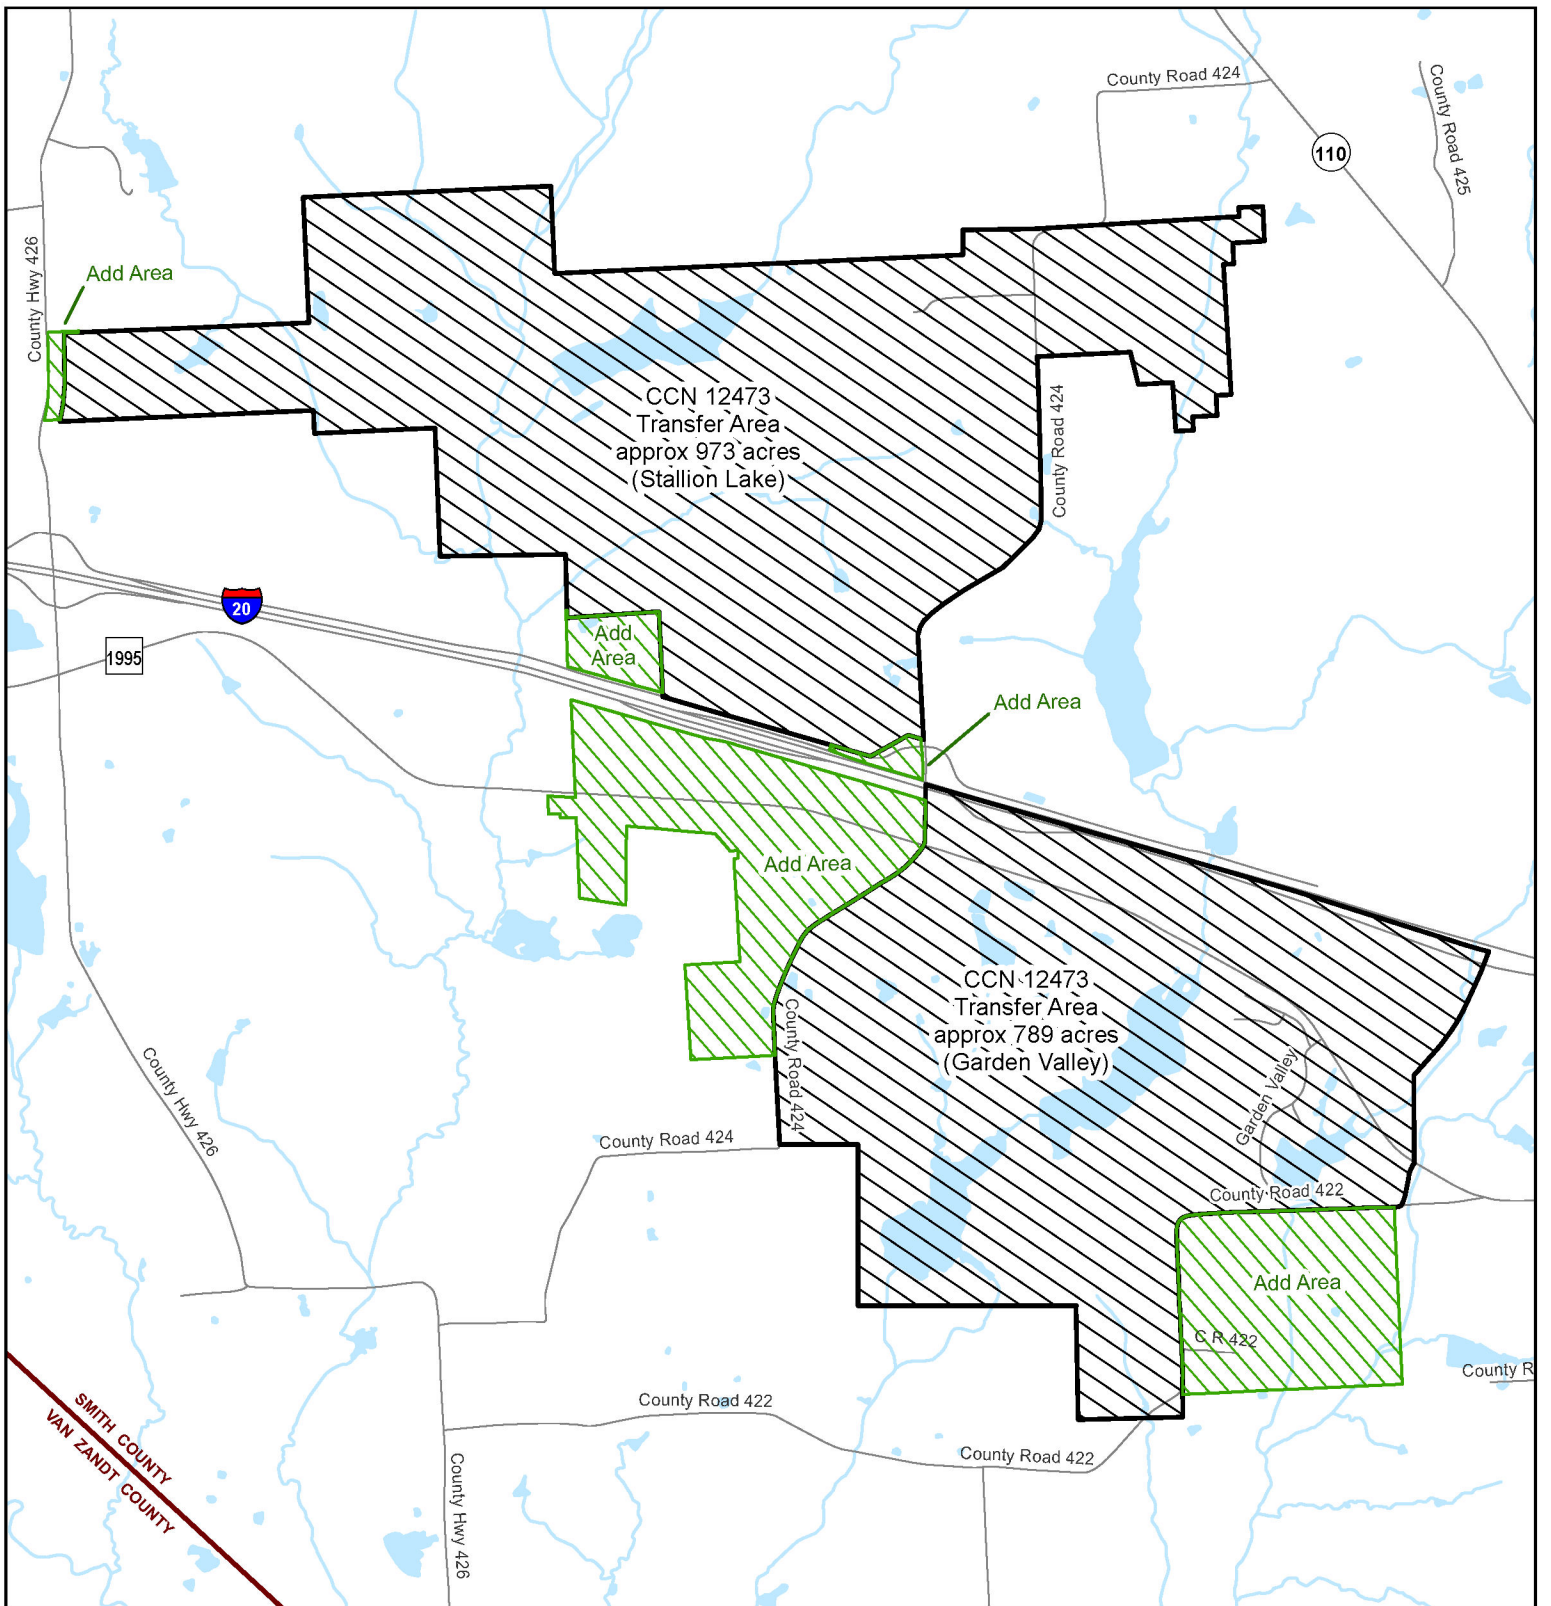 County Road 424
110
County Road 425
County Hwy 426
Add Area
CCN 12473
Transfer Area
approx 973 acres
(Stallion Lake)
County Road 424
20
1995
Add
Area
Add Area
Add Area
CCN 12473
Transfer Area
approx 789 acres
(Garden Valley)
County Road 424
County Hwy 426
Garden Valley
County Road 424
County Road 422
Add Area
C R 422
County R
SMITH COUNTY
VAN ZANDT COUNTY
County Road 422
County Road 422
County Hwy 426